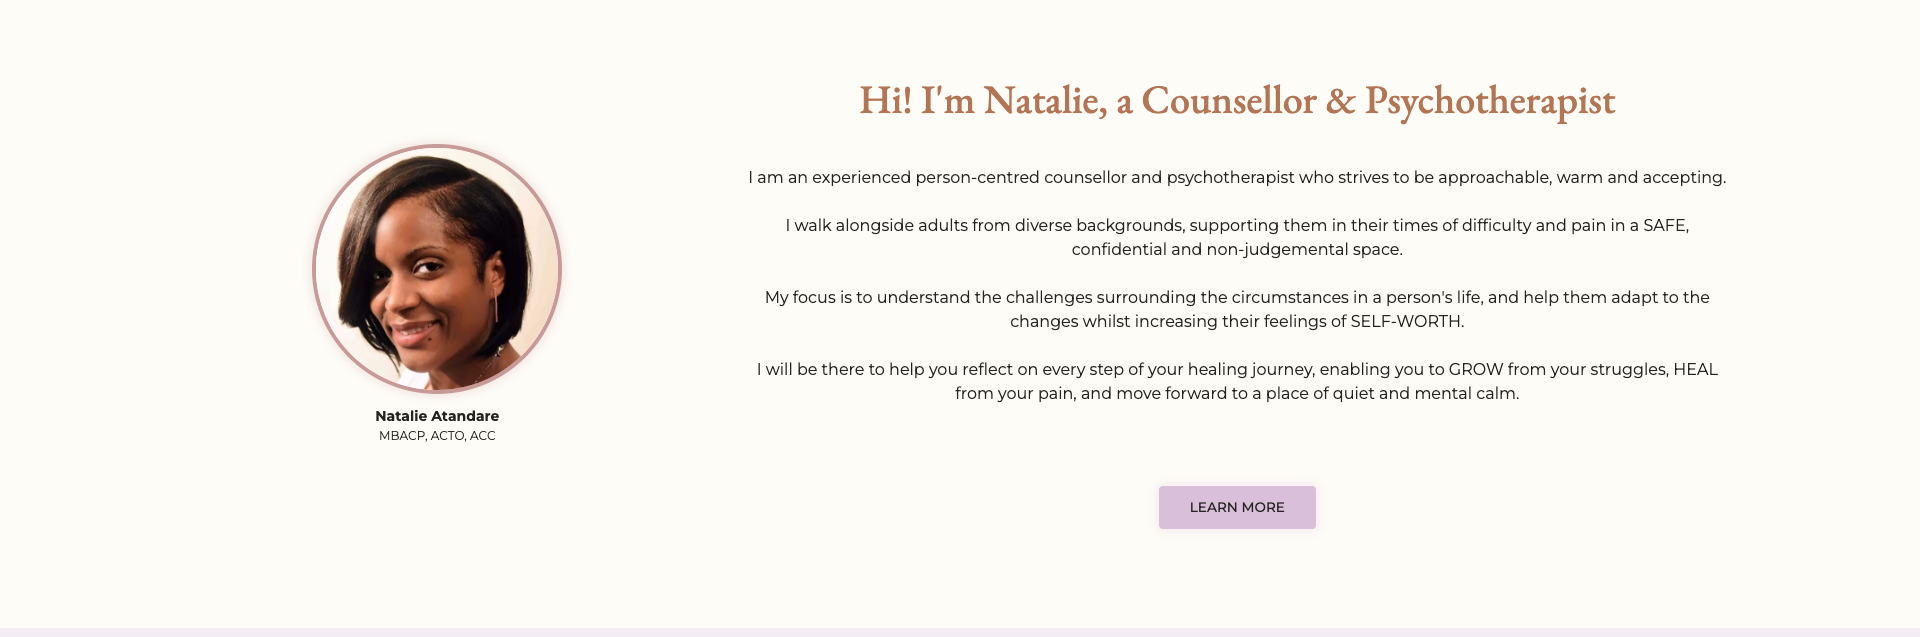 Hi! I'm Natalie, a Counsellor & Psychotherapist
I am an experienced person-centred counsellor and psychotherapist who strives to be approachable, warm and accepting.
I walk alongside adults from diverse backgrounds, supporting them in their times of difficulty and pain in a SAFE,
confidential and non-judgemental space.
My focus is to understand the challenges surrounding the circumstances in a person's life, and help them adapt to the
changes whilst increasing their feelings of SELF-WORTH.
I will be there to help you reflect on every step of your healing journey, enabling you to GROW from your struggles, HEAL
from your pain, and move forward to a place of quiet and mental calm.
Natalie Atandare
MBACP, ACTO, ACC
LEARN MORE